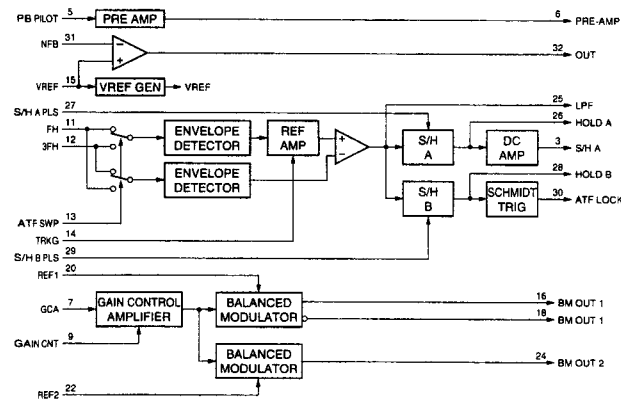 PIB PILOT 5 PRE AMP 6 PRE-AMP
NFB 31 − + 32 OUT
VREF 15 VREF GEN VREF
S/H A PLS 27 25 LPF
26 HOLD A
FH 11 ENVELOPE DETECTOR REF AMP + − S/H A DC AMP 3 S/H A
3FH 12
28 HOLD B
ENVELOPE DETECTOR S/H B SCHMIDT TRIG 30 ATF LOCK
ATF SWP 13
TRKG 14
S/H B PLS 29
REF1 20
GCA 7 GAIN CONTROL AMPLIFIER BALANCED MODULATOR 16 BM OUT 1
18 BM OUT 1
GAIN CNT 9
BALANCED MODULATOR 24 BM OUT 2
REF2 22